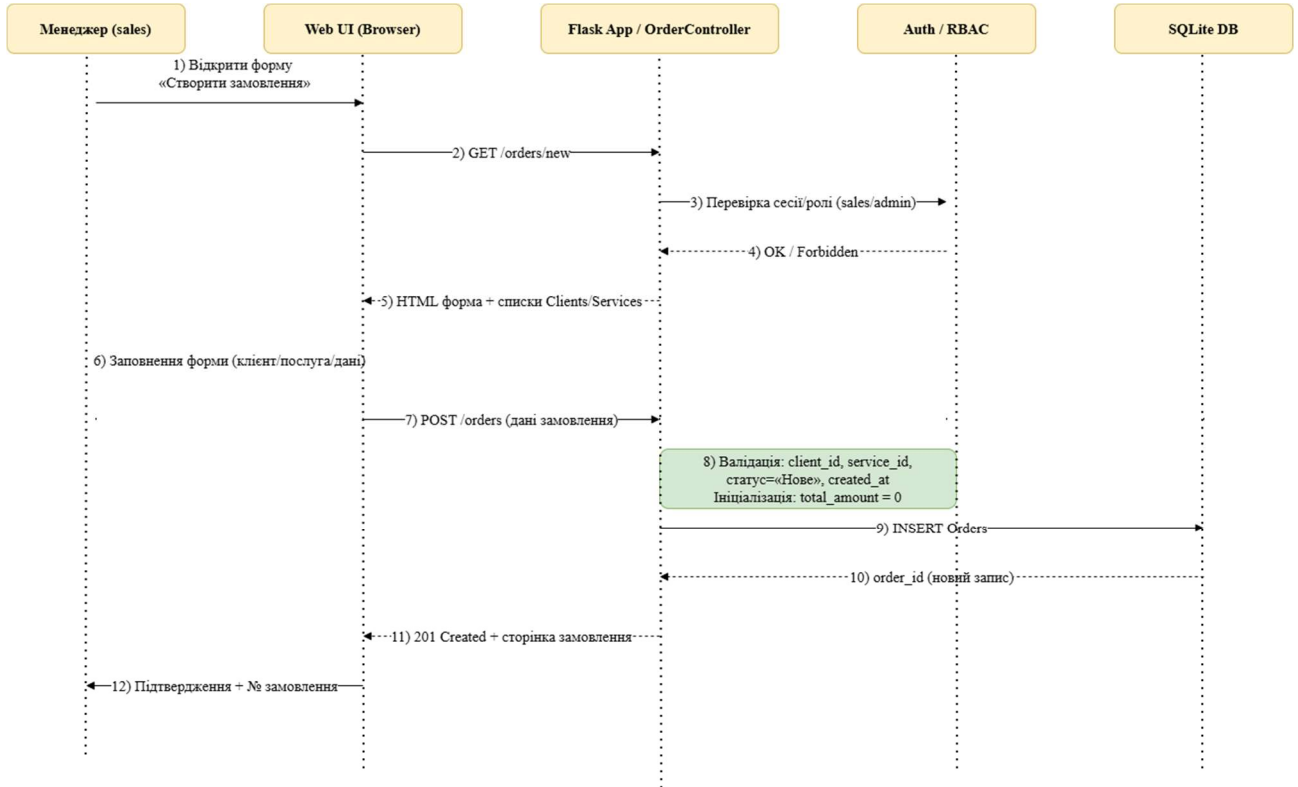 Менеджер (sales)
Web UI (Browser)
Flask App / OrderController
Auth / RBAC
SQLite DB
1) Відкрити форму
«Створити замовлення»
2) GET /orders/new
3) Перевірка сесії/ролі (sales/admin)
4) OK / Forbidden
5) HTML форма + списки Clients/Services
6) Заповнення форми (клієнт/послуга/дані)
7) POST /orders (дані замовлення)
8) Валідація: client_id, service_id,
статус=«Нове», created_at
Ініціалізація: total_amount = 0
9) INSERT Orders
10) order_id (новий запис)
11) 201 Created + сторінка замовлення
12) Підтвердження + № замовлення